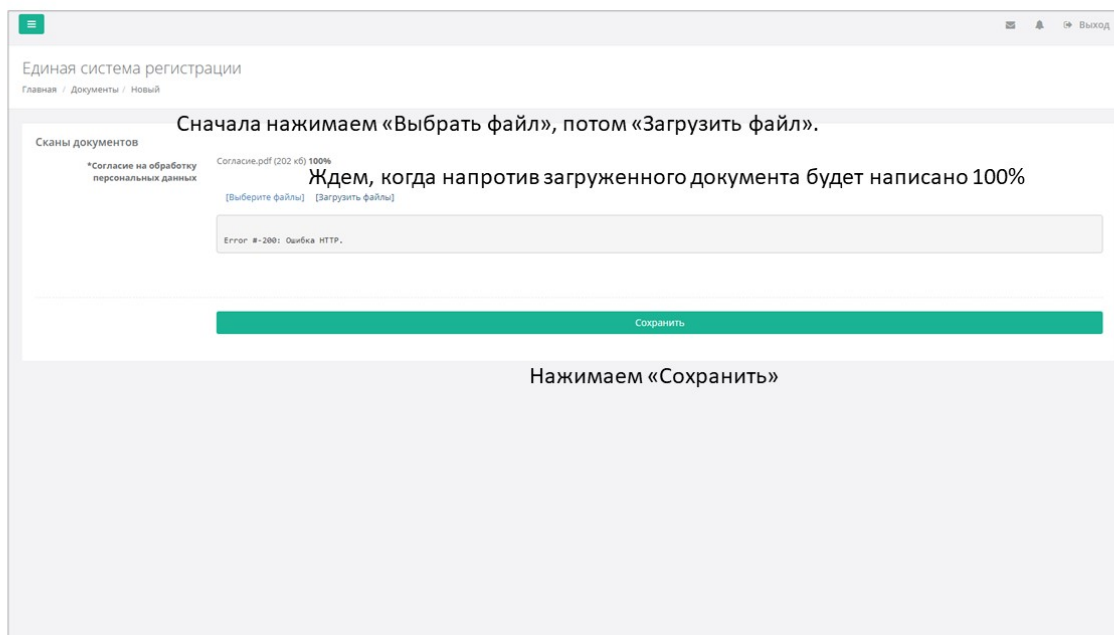 Выход
Единая система регистрации
Главная / Документы / Новый
Сначала нажимаем «Выбрать файл», потом «Загрузить файл».
Сканы документов
*Согласие на обработку
персональных данных
Согласие.pdf (202 кб) 100%
Ждем, когда напротив загруженного документа будет написано 100%
[Выберите файлы] [Загрузить файлы]
Error #-200: Ошибка HTTP.
Сохранить
Нажимаем «Сохранить»